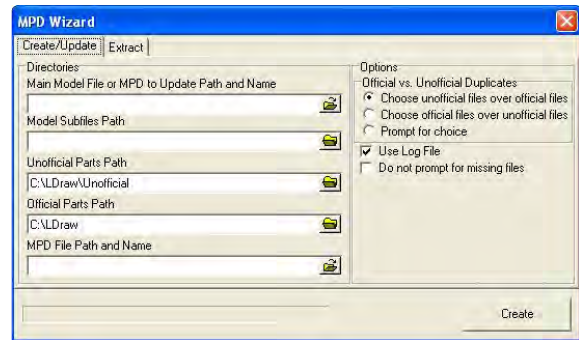 MPD Wizard
Create/Update
Extract
Directories
Main Model File or MPD to Update Path and Name
Model Subfiles Path
Unofficial Parts Path
C:\LDraw\Unofficial
Official Parts Path
C:\LDraw
MPD File Path and Name
Options
Official vs. Unofficial Duplicates
Choose unofficial files over official files
Choose official files over unofficial files
Prompt for choice
Use Log File
Do not prompt for missing files
Create